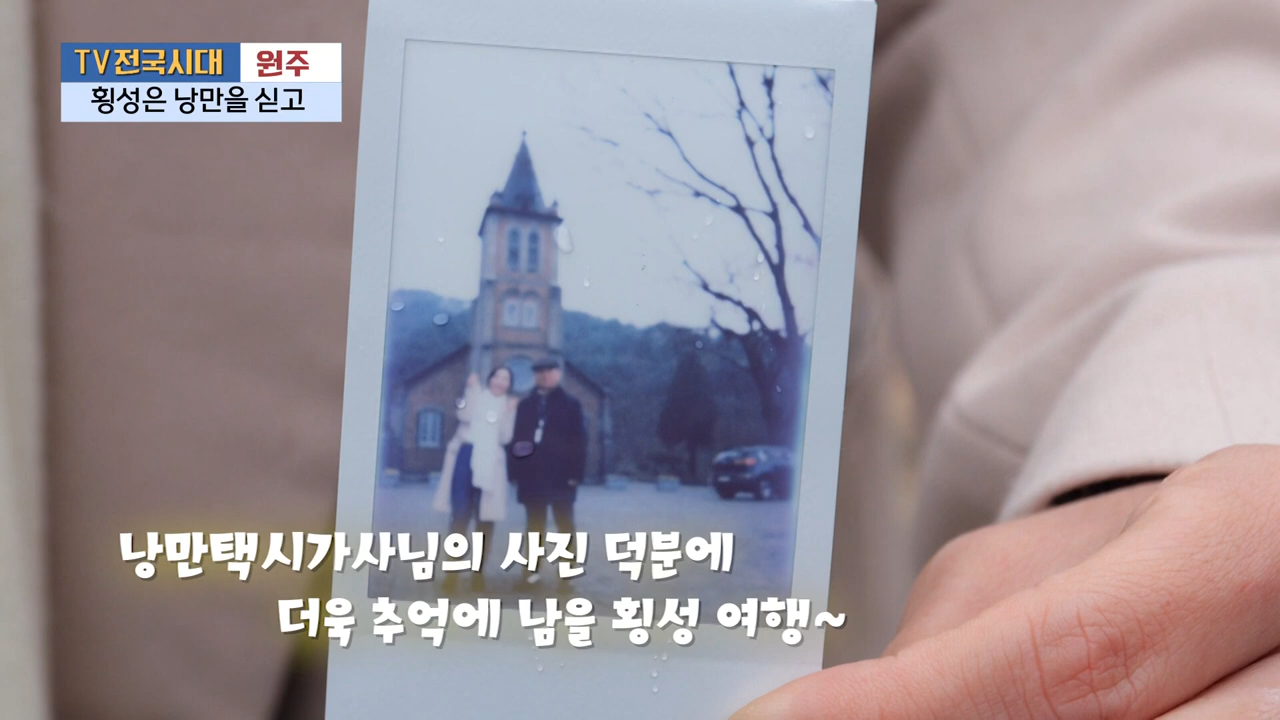 TV전국시대 원주
횡성은 낭만을 싣고
낭만택시가사님의 사진 덕분에
더욱 추억에 남을 횡성 여행~